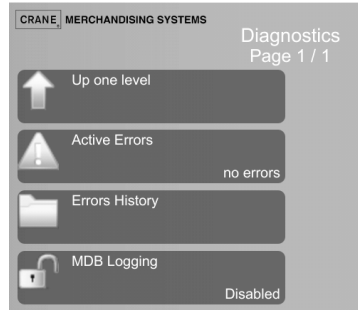 CRANE MERCHANDISING SYSTEMS
Diagnostics
Page 1 / 1
Up one level
Active Errors
no errors
Errors History
MDB Logging
Disabled